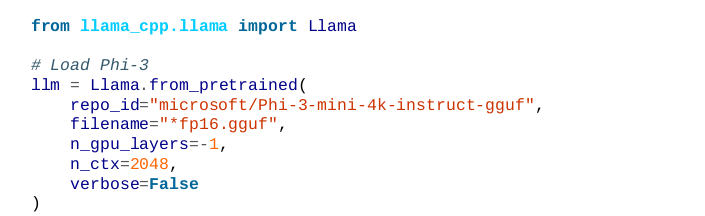 from llama_cpp.llama import Llama

# Load Phi-3
llm = Llama.from_pretrained(
    repo_id="microsoft/Phi-3-mini-4k-instruct-gguf",
    filename="*fp16.gguf",
    n_gpu_layers=-1,
    n_ctx=2048,
    verbose=False
)